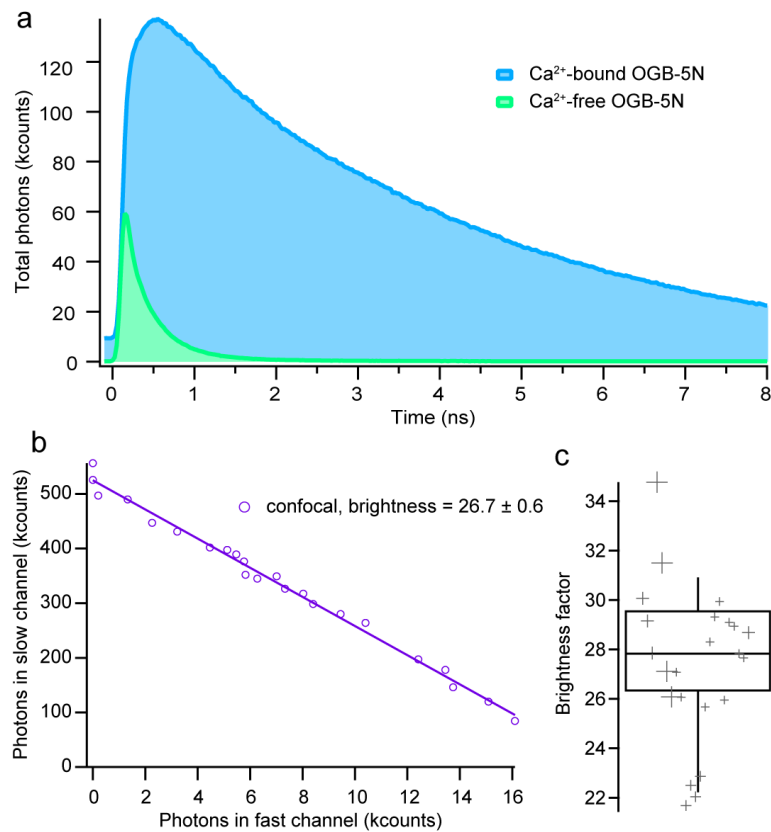 a
Total photons (kcounts)
120
100
80
60
40
20
0
Ca²⁺-bound OGB-5N
Ca²⁺-free OGB-5N
0 1 2 3 4 5 6 7 8
Time (ns)
b
Photons in slow channel (kcounts)
500
400
300
200
100
0
confocal, brightness = 26.7 ± 0.6
0 2 4 6 8 10 12 14 16
Photons in fast channel (kcounts)
c
Brightness factor
34
32
30
28
26
24
22